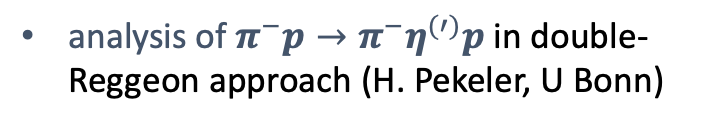 • analysis of π⁻p → π⁻η⁽′⁾p in double-
Reggeon approach (H. Pekeler, U Bonn)